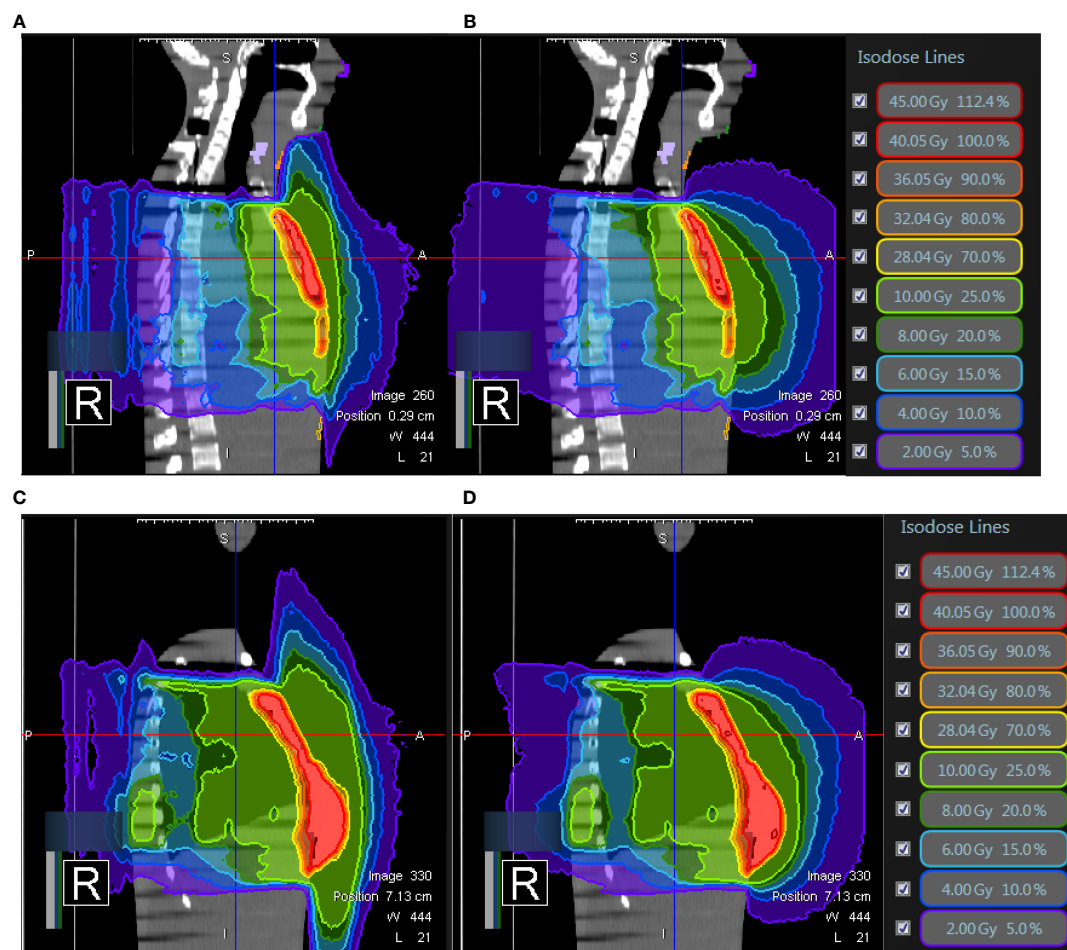 A
B
S
S
P
A
P
A
R
R
I
I
Image 260
Position 0.29 cm
W 444
L 21
Image 260
Position 0.29 cm
W 444
L 21
Isodose Lines
45.00 Gy 112.4 %
40.05 Gy 100.0 %
36.05 Gy 90.0 %
32.04 Gy 80.0 %
28.04 Gy 70.0 %
10.00 Gy 25.0 %
8.00 Gy 20.0 %
6.00 Gy 15.0 %
4.00 Gy 10.0 %
2.00 Gy 5.0 %
C
D
S
S
P
A
P
A
R
R
I
I
Image 330
Position 7.13 cm
W 444
L 21
Image 330
Position 7.13 cm
W 444
L 21
Isodose Lines
45.00 Gy 112.4 %
40.05 Gy 100.0 %
36.05 Gy 90.0 %
32.04 Gy 80.0 %
28.04 Gy 70.0 %
10.00 Gy 25.0 %
8.00 Gy 20.0 %
6.00 Gy 15.0 %
4.00 Gy 10.0 %
2.00 Gy 5.0 %